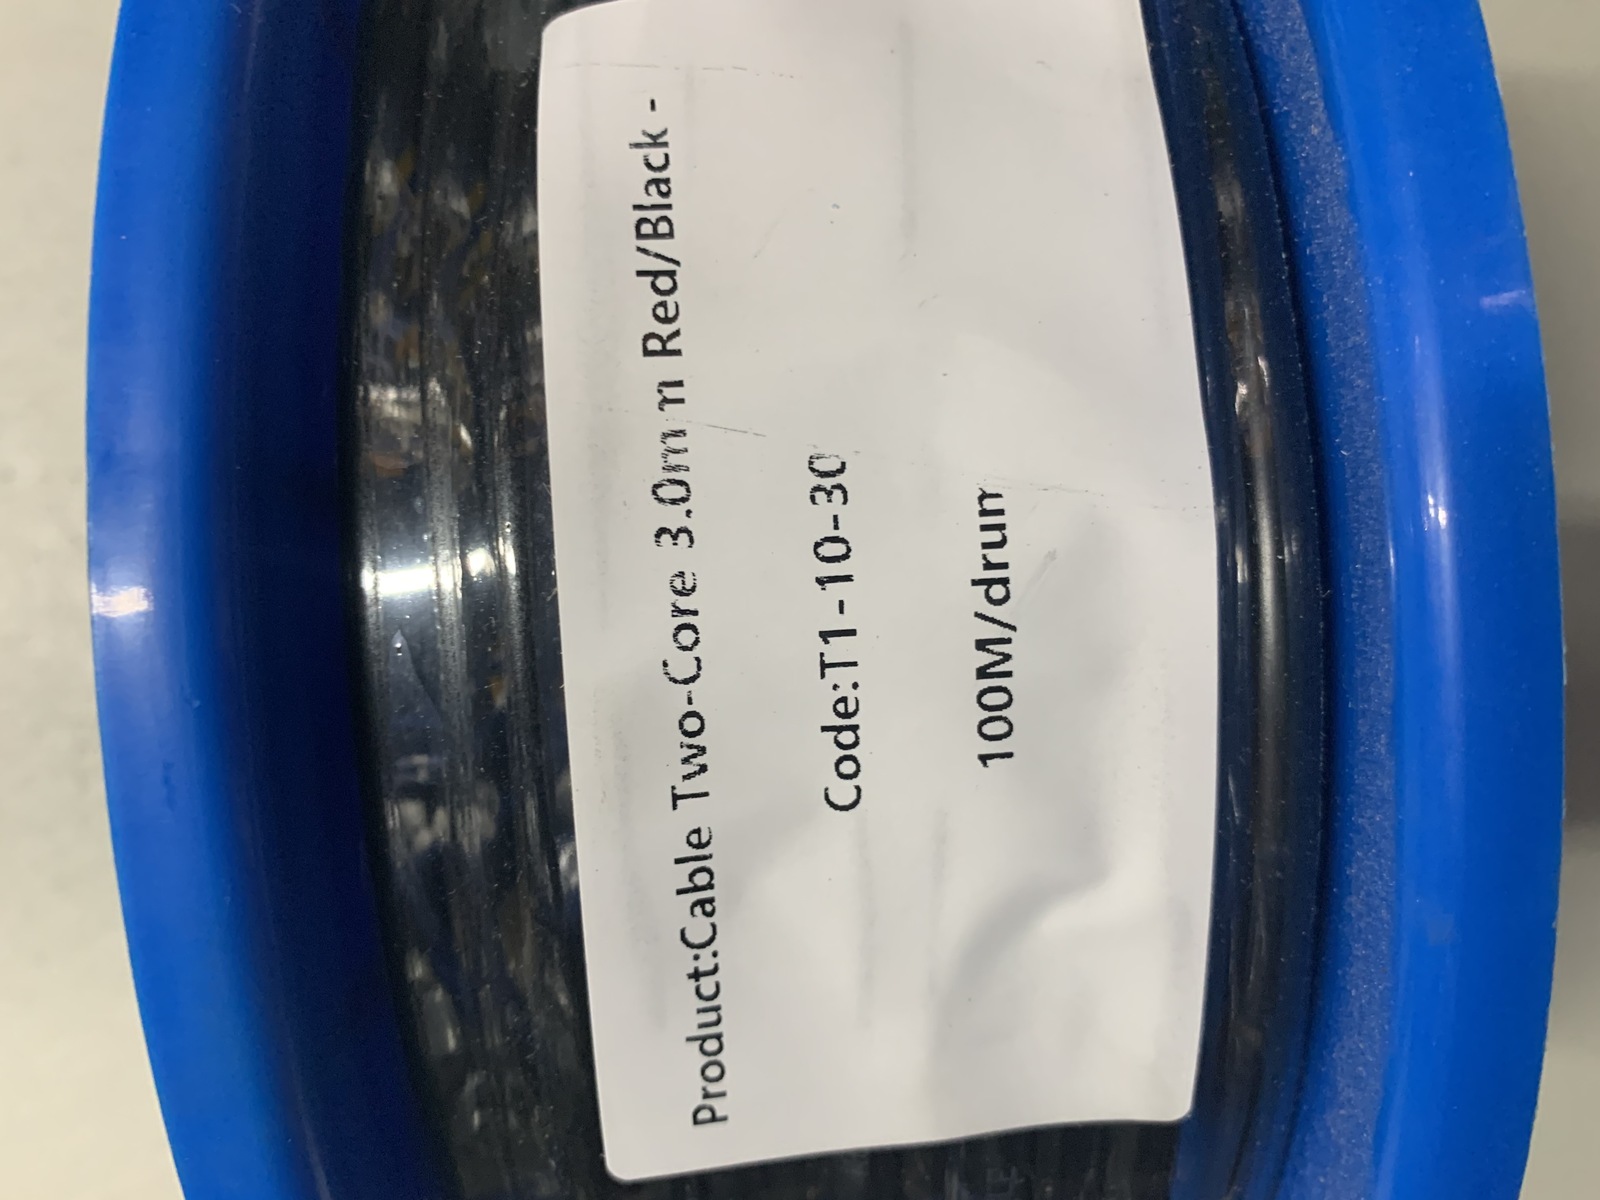 Product:Cable Two-Core 3.0mm Red/Black -
Code:T1-10-30
100M/drum